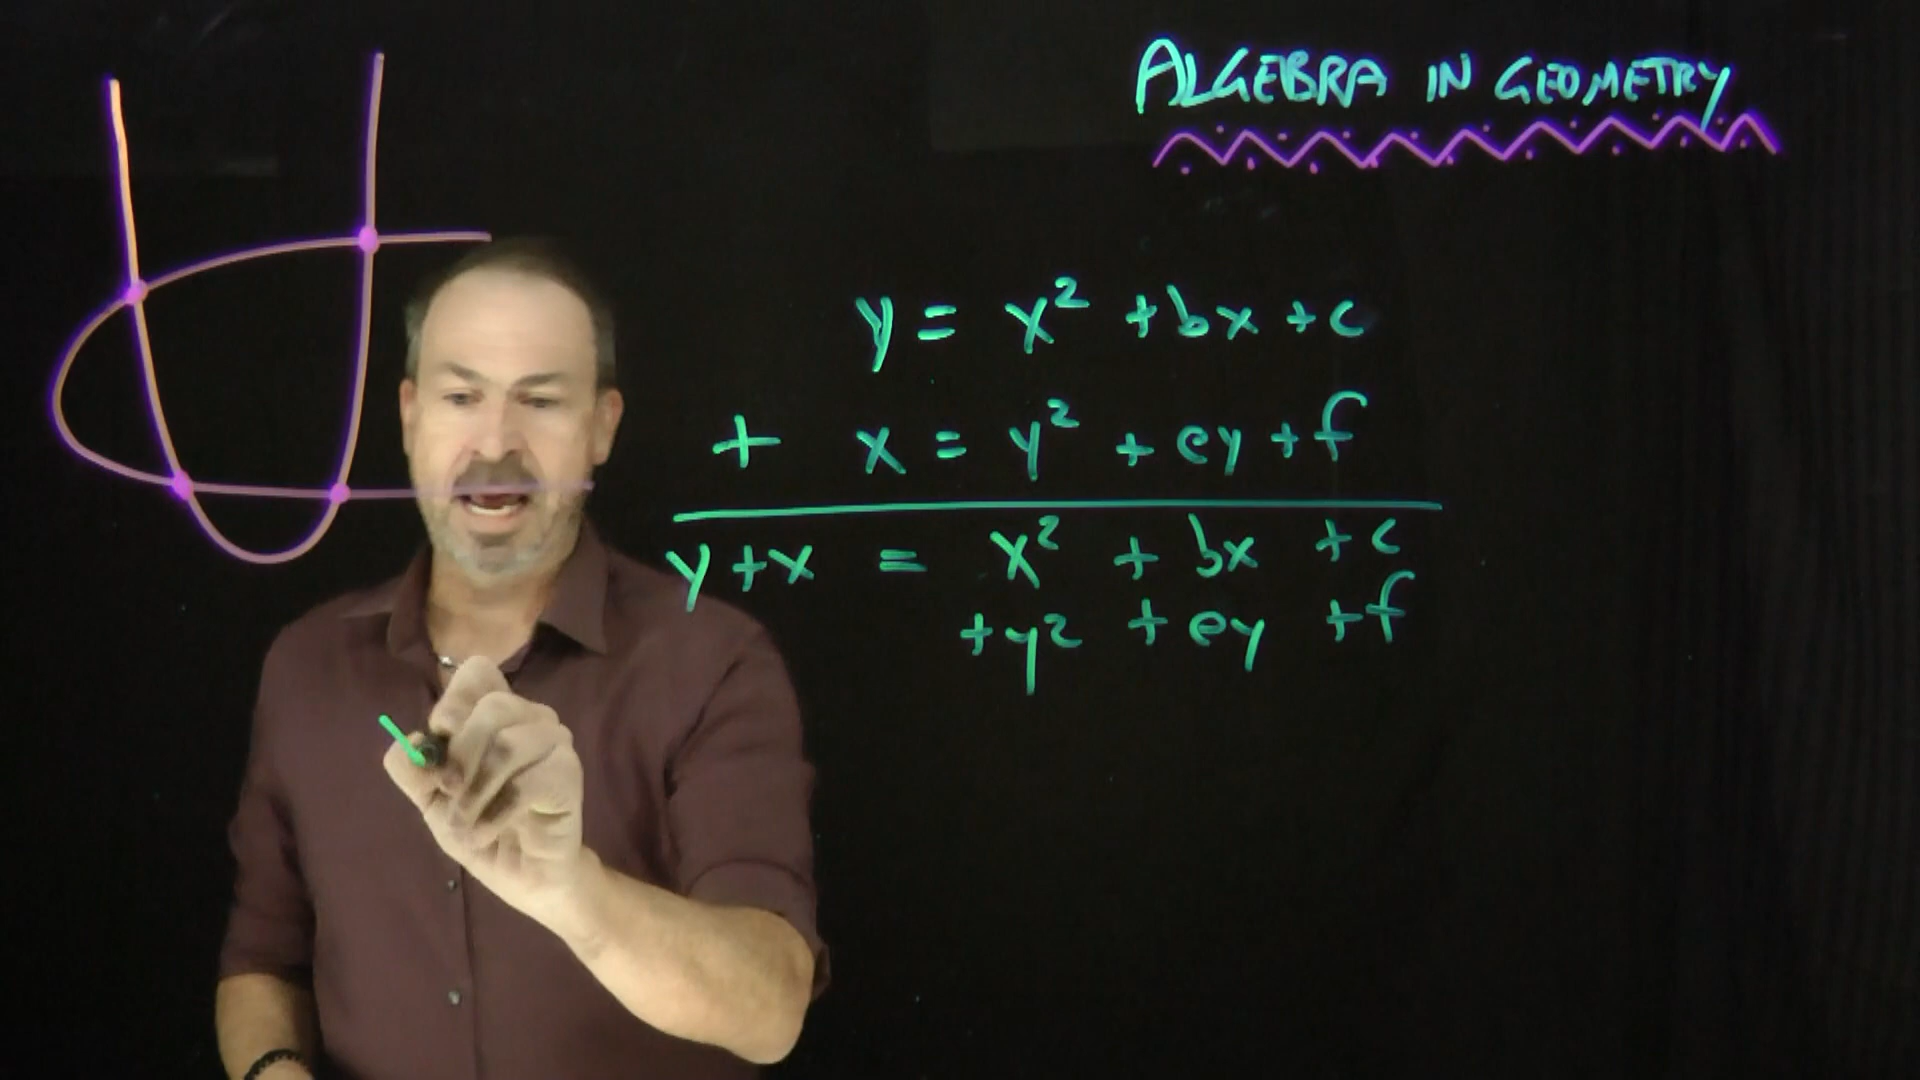 ALGEBRA IN GEOMETRY
y = x² + bx + c
+ x = y² + ey + f
y + x = x² + bx + c
+ y² + ey + f